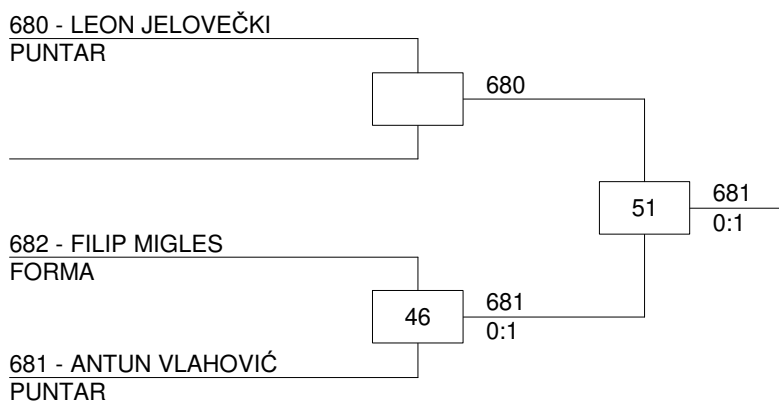 680 - LEON JELOVEČKI
PUNTAR
680
681
51
0:1
682 - FILIP MIGLES
FORMA
681
46
0:1
681 - ANTUN VLAHOVIĆ
PUNTAR